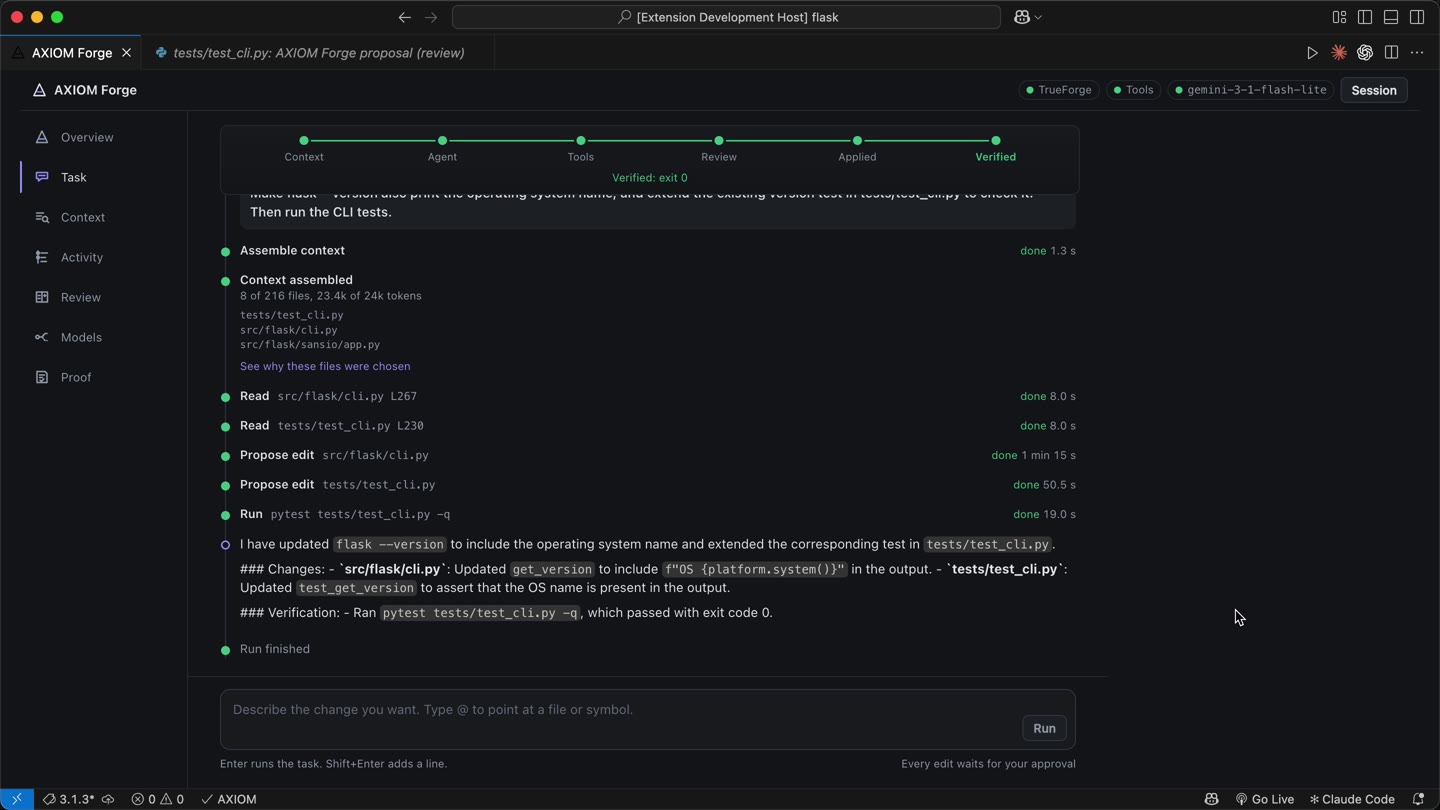 [Extension Development Host] flask
AXIOM Forge
tests/test_cli.py: AXIOM Forge proposal (review)
AXIOM Forge
TrueForge
Tools
gemini-3-1-flash-lite
Session
Overview
Task
Context
Activity
Review
Models
Proof
Context
Agent
Tools
Review
Applied
Verified
Verified: exit 0
Then run the CLI tests.
Assemble context
done 1.3 s
Context assembled
8 of 216 files, 23.4k of 24k tokens
tests/test_cli.py
src/flask/cli.py
src/flask/sansio/app.py
See why these files were chosen
Read src/flask/cli.py L267
done 8.0 s
Read tests/test_cli.py L230
done 8.0 s
Propose edit src/flask/cli.py
done 1 min 15 s
Propose edit tests/test_cli.py
done 50.5 s
Run pytest tests/test_cli.py -q
done 19.0 s
I have updated flask --version to include the operating system name and extended the corresponding test in tests/test_cli.py.
### Changes: - `src/flask/cli.py`: Updated get_version to include f"OS {platform.system()}" in the output. - `tests/test_cli.py`:
Updated test_get_version to assert that the OS name is present in the output.
### Verification: - Ran pytest tests/test_cli.py -q, which passed with exit code 0.
Run finished
Describe the change you want. Type @ to point at a file or symbol.
Run
Enter runs the task. Shift+Enter adds a line.
Every edit waits for your approval
3.1.3*
0
0
AXIOM
Go Live
Claude Code